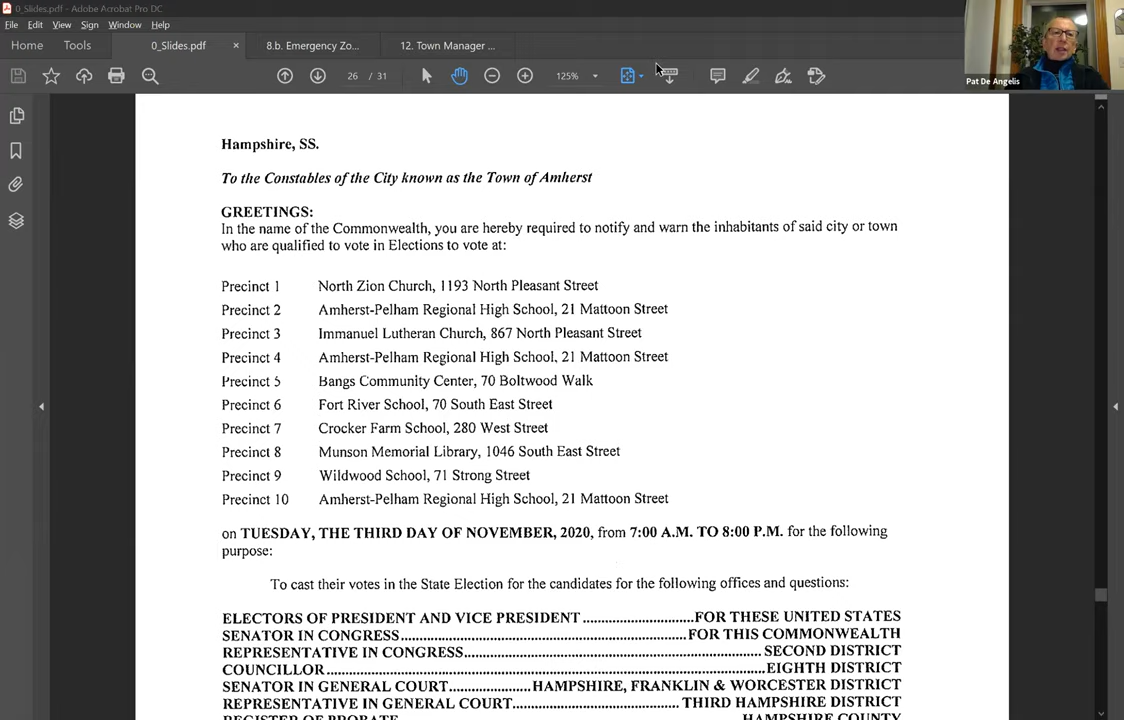 0_Slides.pdf - Adobe Acrobat Pro DC
File Edit View Sign Window Help
Home Tools 0_Slides.pdf × 8.b. Emergency Zo... 12. Town Manager ...
26 / 31 125%
Pat De Angelis
Hampshire, SS.
To the Constables of the City known as the Town of Amherst
GREETINGS:
In the name of the Commonwealth, you are hereby required to notify and warn the inhabitants of said city or town
who are qualified to vote in Elections to vote at:
Precinct 1 North Zion Church, 1193 North Pleasant Street
Precinct 2 Amherst-Pelham Regional High School, 21 Mattoon Street
Precinct 3 Immanuel Lutheran Church, 867 North Pleasant Street
Precinct 4 Amherst-Pelham Regional High School, 21 Mattoon Street
Precinct 5 Bangs Community Center, 70 Boltwood Walk
Precinct 6 Fort River School, 70 South East Street
Precinct 7 Crocker Farm School, 280 West Street
Precinct 8 Munson Memorial Library, 1046 South East Street
Precinct 9 Wildwood School, 71 Strong Street
Precinct 10 Amherst-Pelham Regional High School, 21 Mattoon Street
on TUESDAY, THE THIRD DAY OF NOVEMBER, 2020, from 7:00 A.M. TO 8:00 P.M. for the following
purpose:
To cast their votes in the State Election for the candidates for the following offices and questions:
ELECTORS OF PRESIDENT AND VICE PRESIDENT ........................FOR THESE UNITED STATES
SENATOR IN CONGRESS..............................................................FOR THIS COMMONWEALTH
REPRESENTATIVE IN CONGRESS................................................................ SECOND DISTRICT
COUNCILLOR...............................................................................................EIGHTH DISTRICT
SENATOR IN GENERAL COURT..................HAMPSHIRE, FRANKLIN & WORCESTER DISTRICT
REPRESENTATIVE IN GENERAL COURT.................................... THIRD HAMPSHIRE DISTRICT
REGISTER OF PROBATE............................................................................ HAMPSHIRE COUNTY